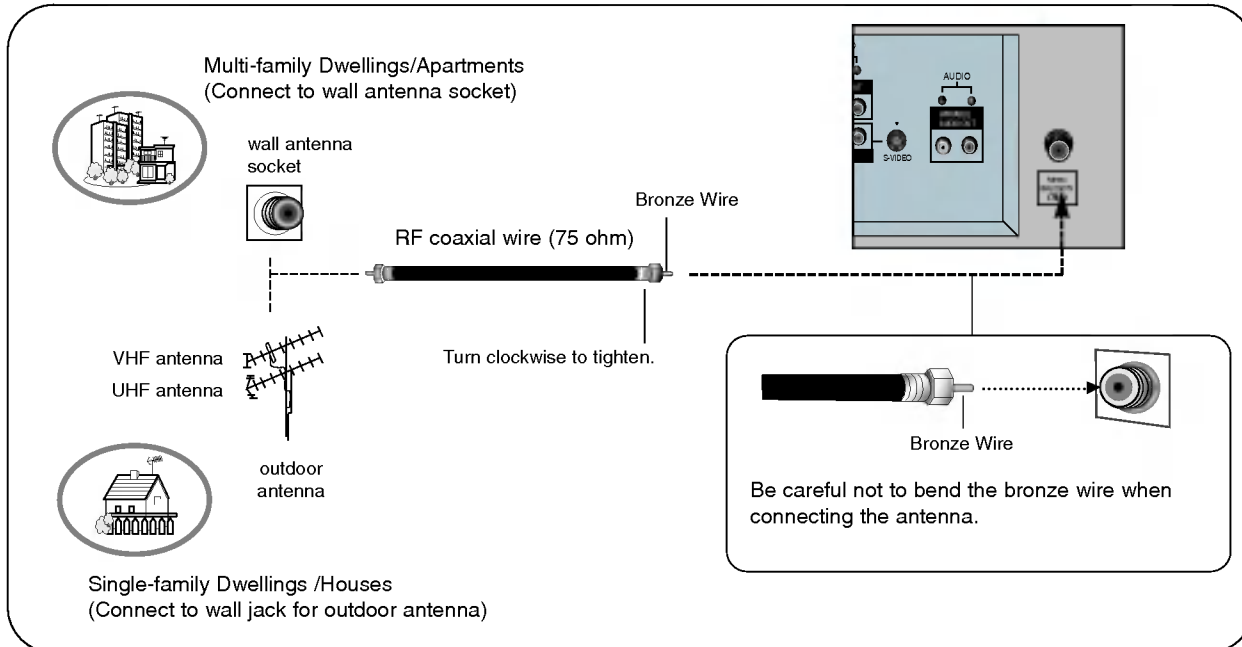 Multi-family Dwellings/Apartments
(Connect to wall antenna socket)
wall antenna
socket
AUDIO
S-VIDEO
Bronze Wire
RF coaxial wire (75 ohm)
VHF antenna
UHF antenna
Turn clockwise to tighten.
outdoor
antenna
Bronze Wire
Be careful not to bend the bronze wire when
connecting the antenna.
Single-family Dwellings /Houses
(Connect to wall jack for outdoor antenna)